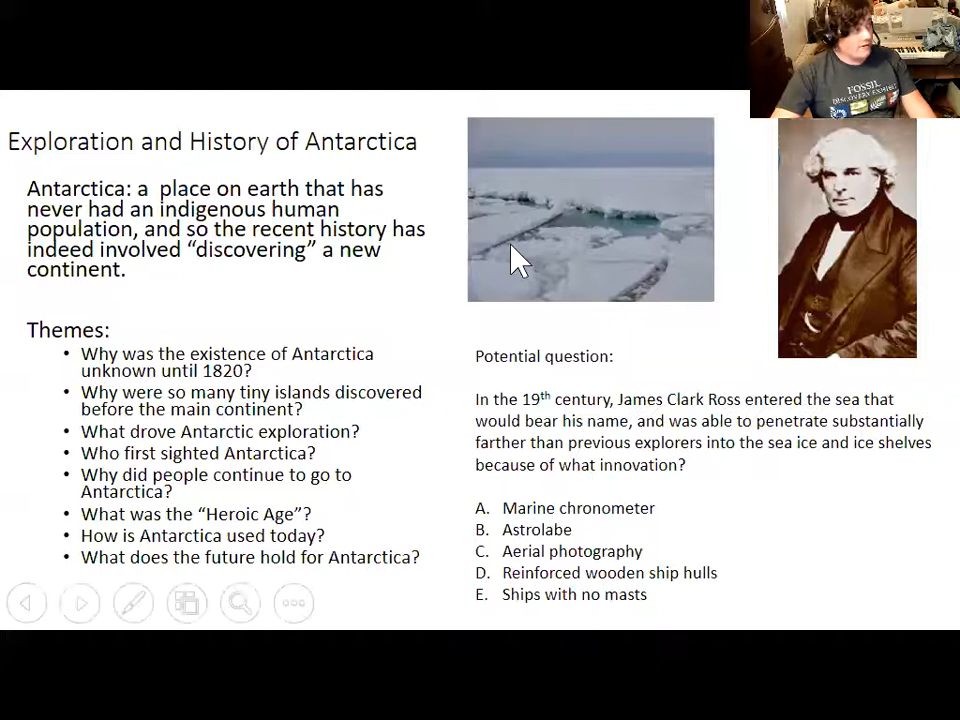 FOSSIL
DISCOVERY EXHIBIT
Exploration and History of Antarctica
Antarctica: a place on earth that has
never had an indigenous human
population, and so the recent history has
indeed involved “discovering” a new
continent.
Themes:
• Why was the existence of Antarctica
unknown until 1820?
• Why were so many tiny islands discovered
before the main continent?
• What drove Antarctic exploration?
• Who first sighted Antarctica?
• Why did people continue to go to
Antarctica?
• What was the “Heroic Age”?
• How is Antarctica used today?
• What does the future hold for Antarctica?
Potential question:
In the 19th century, James Clark Ross entered the sea that
would bear his name, and was able to penetrate substantially
farther than previous explorers into the sea ice and ice shelves
because of what innovation?
A. Marine chronometer
B. Astrolabe
C. Aerial photography
D. Reinforced wooden ship hulls
E. Ships with no masts